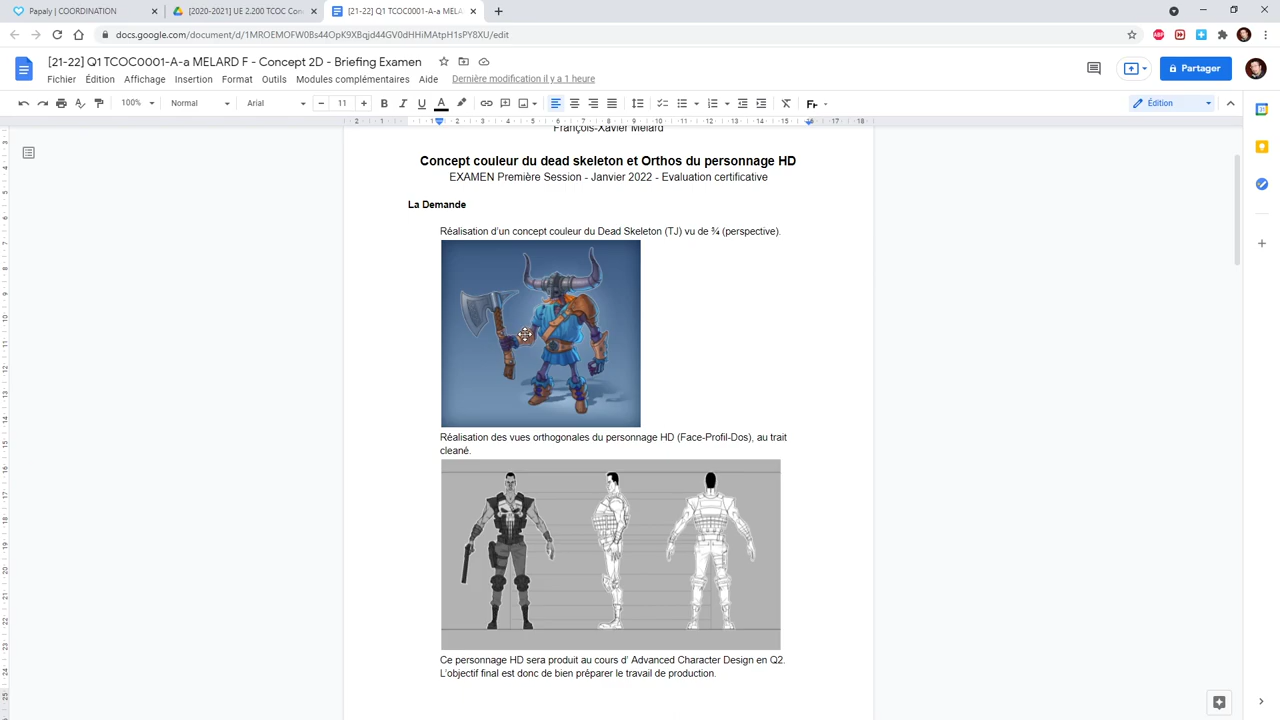 Papaly | COORDINATION
[2020-2021] UE 2.200 TCOC Con
[21-22] Q1 TCOC0001-A-a MELAR
docs.google.com/document/d/1MROEMOFW0Bs44OpK9XBqjd44GV0dHHiMAtpH1sPY8XU/edit
[21-22] Q1 TCOC0001-A-a MELARD F - Concept 2D - Briefing Examen
Partager
Fichier Édition Affichage Insertion Format Outils Modules complémentaires Aide Dernière modification il y a 1 heure
100% Normal Arial 11 Édition
François-Xavier Melard
Concept couleur du dead skeleton et Orthos du personnage HD
EXAMEN Première Session - Janvier 2022 - Evaluation certificative
La Demande
Réalisation d'un concept couleur du Dead Skeleton (TJ) vu de ¾ (perspective).
Réalisation des vues orthogonales du personnage HD (Face-Profil-Dos), au trait
cleané.
Ce personnage HD sera produit au cours d' Advanced Character Design en Q2.
L'objectif final est donc de bien préparer le travail de production.